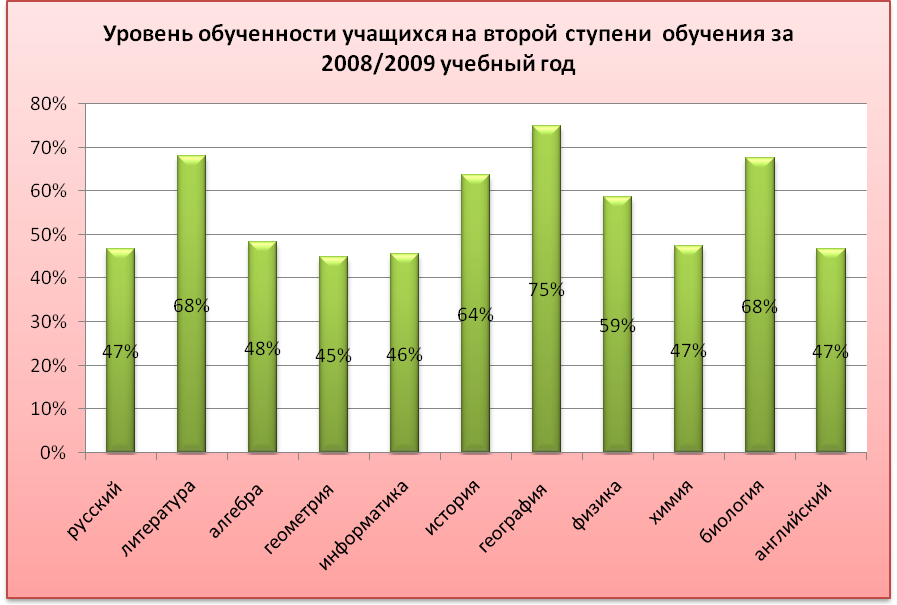 Уровень обученности учащихся на второй ступени обучения за
2008/2009 учебный год
80%
70%
60%
50%
40%
30%
20%
10%
0%
47%
68%
48%
45%
46%
64%
75%
59%
47%
68%
47%
русский
литература
алгебра
геометрия
информатика
история
география
физика
химия
биология
английский